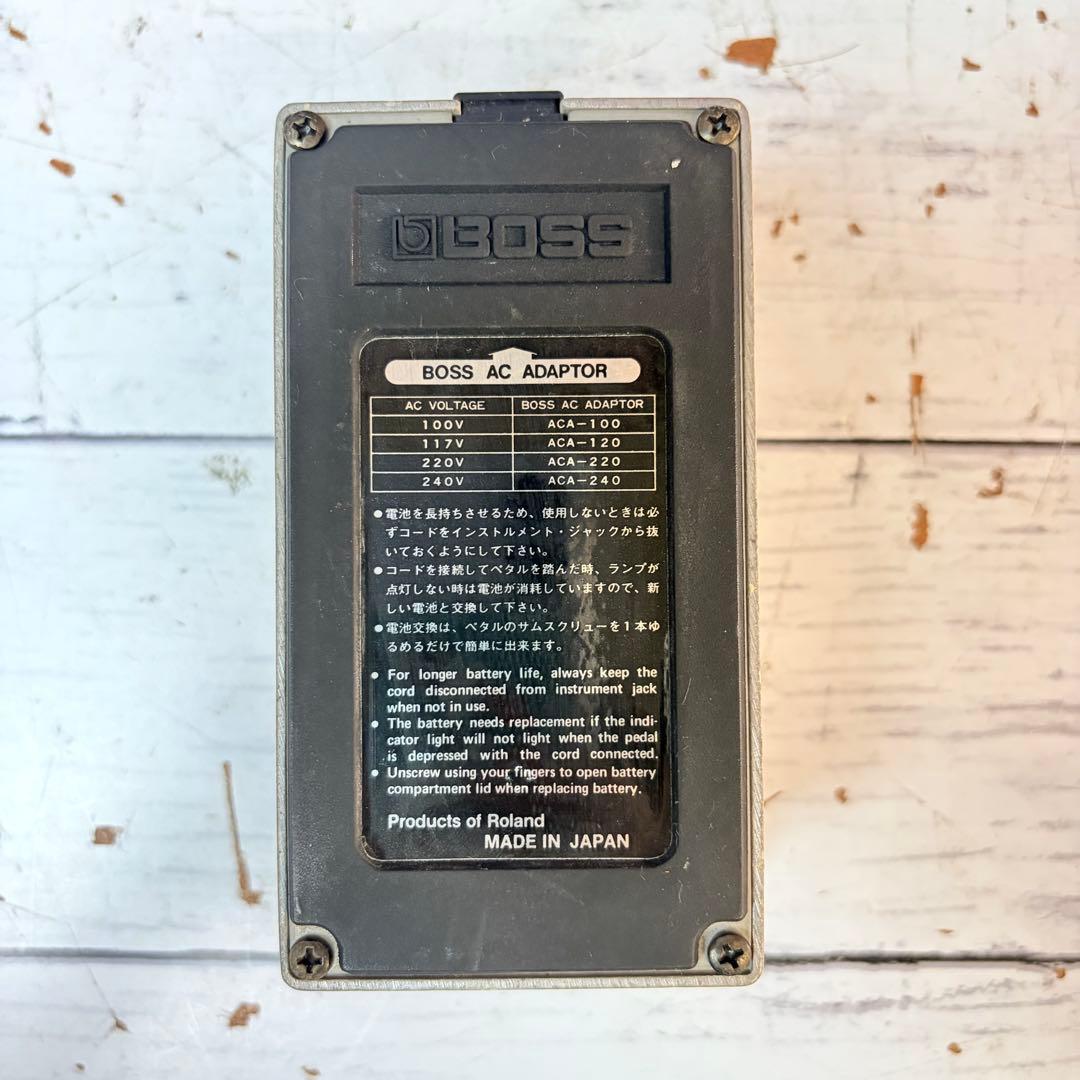 BOSS
BOSS AC ADAPTOR
AC VOLTAGE BOSS AC ADAPTOR
100V ACA-100
117V ACA-120
220V ACA-220
240V ACA-240
●電池を長持ちさせるため、使用しないときは必
ずコードをインストルメント・ジャックから抜
いておくようにして下さい。
●コードを接続してペタルを踏んだ時、ランプが
点灯しない時は電池が消耗していますので、新
しい電池と交換して下さい。
●電池交換は、ペタルのサムスクリューを1本ゆ
るめるだけで簡単に出来ます。
● For longer battery life, always keep the
cord disconnected from instrument jack
when not in use.
● The battery needs replacement if the indi-
cator light will not light when the pedal
is depressed with the cord connected.
● Unscrew using your fingers to open battery
compartment lid when replacing battery.
Products of Roland
MADE IN JAPAN